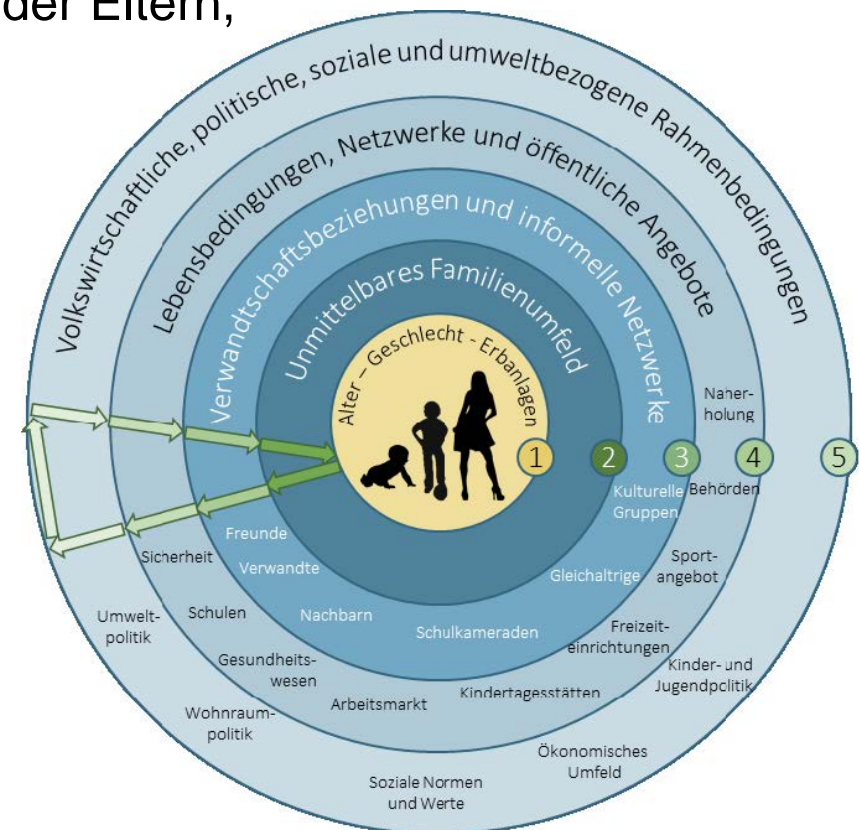 der Eltern,
Volkswirtschaftliche, politische, soziale und umweltbezogene Rahmenbedingungen
Lebensbedingungen, Netzwerke und öffentliche Angebote
Verwandtschaftsbeziehungen und informelle Netzwerke
Unmittelbares Familienumfeld
Alter – Geschlecht - Erbanlagen
Naher-
holung
1
2
3
4
5
Kulturelle
Gruppen
Behörden
Freunde
Verwandte
Nachbarn
Schulkameraden
Gleichaltrige
Sicherheit
Schulen
Gesundheits-
wesen
Arbeitsmarkt
Kindertagesstätten
Freizeit-
einrichtungen
Sport-
angebot
Umwelt-
politik
Wohnraum-
politik
Soziale Normen
und Werte
Ökonomisches
Umfeld
Kinder- und
Jugendpolitik